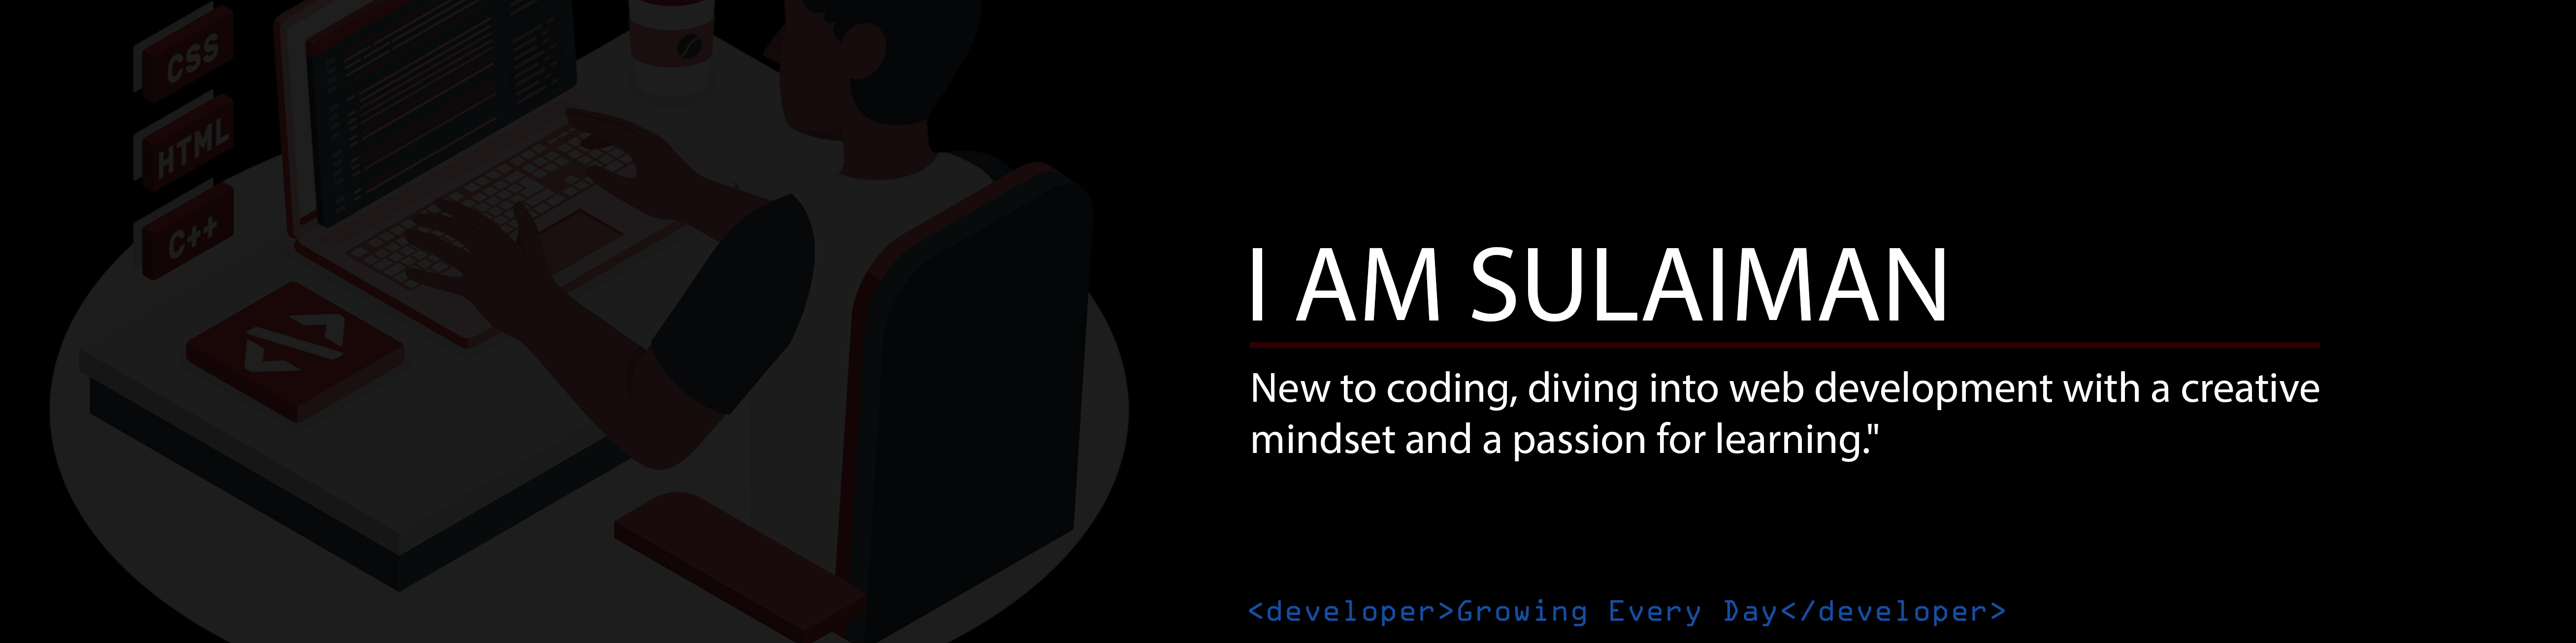 CSS
HTML
C++
</>
I AM SULAIMAN
New to coding, diving into web development with a creative
mindset and a passion for learning."
<developer>Growing Every Day</developer>